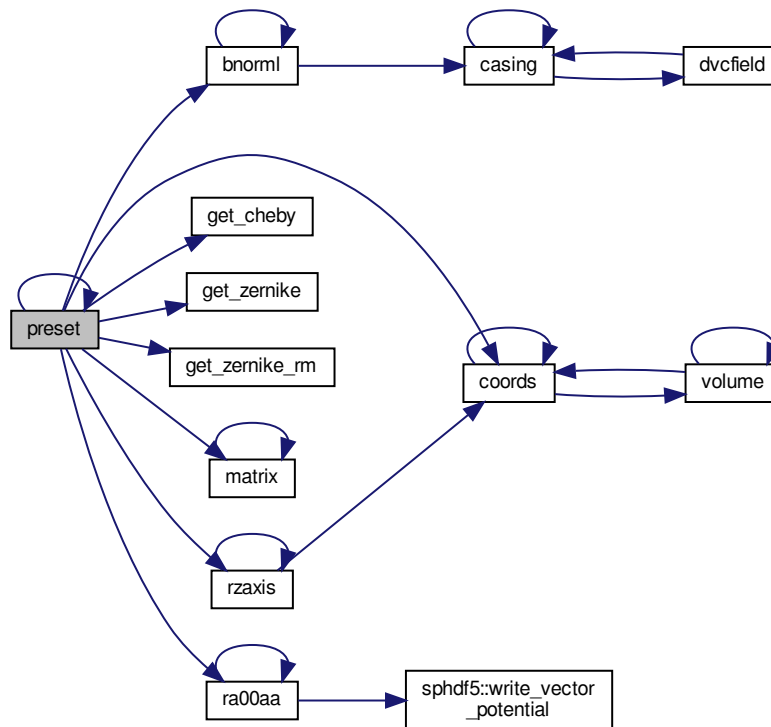 bnorml
casing
dvcfield
get_cheby
get_zernike
preset
get_zernike_rm
coords
volume
matrix
rzaxis
ra00aa
sphdf5::write_vector
_potential